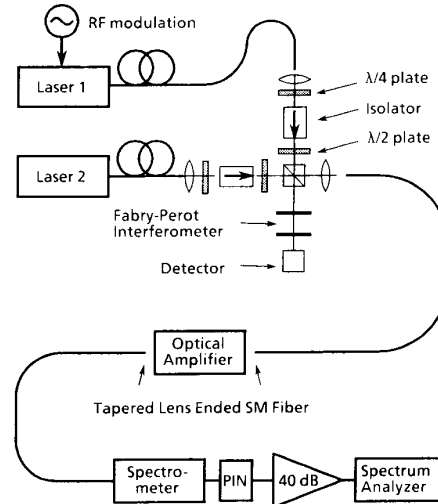 RF modulation
Laser 1
λ/4 plate
Isolator
λ/2 plate
Laser 2
Fabry-Perot
Interferometer
Detector
Optical
Amplifier
Tapered Lens Ended SM Fiber
Spectro-
meter
PIN
40 dB
Spectrum
Analyzer